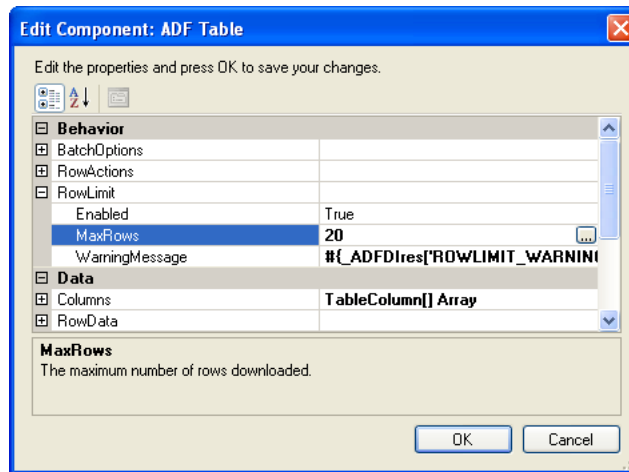 Edit Component: ADF Table
Edit the properties and press OK to save your changes.
Behavior
BatchOptions
RowActions
RowLimit
Enabled True
MaxRows 20 ...
WarningMessage #{_ADFDIres['ROWLIMIT_WARNING
Data
Columns TableColumn[] Array
RowData
MaxRows
The maximum number of rows downloaded.
OK Cancel